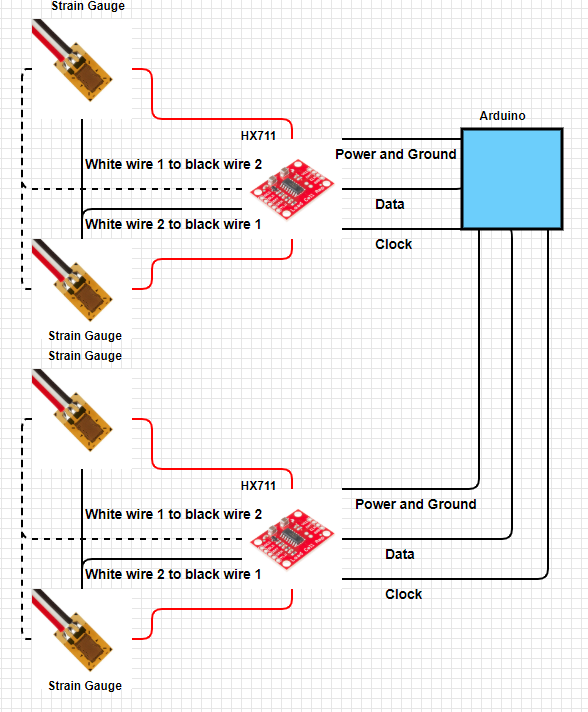 Strain Gauge
Arduino
HX711
Power and Ground
White wire 1 to black wire 2
Data
White wire 2 to black wire 1
Clock
Strain Gauge
Strain Gauge
HX711
Power and Ground
White wire 1 to black wire 2
Data
White wire 2 to black wire 1
Clock
Strain Gauge